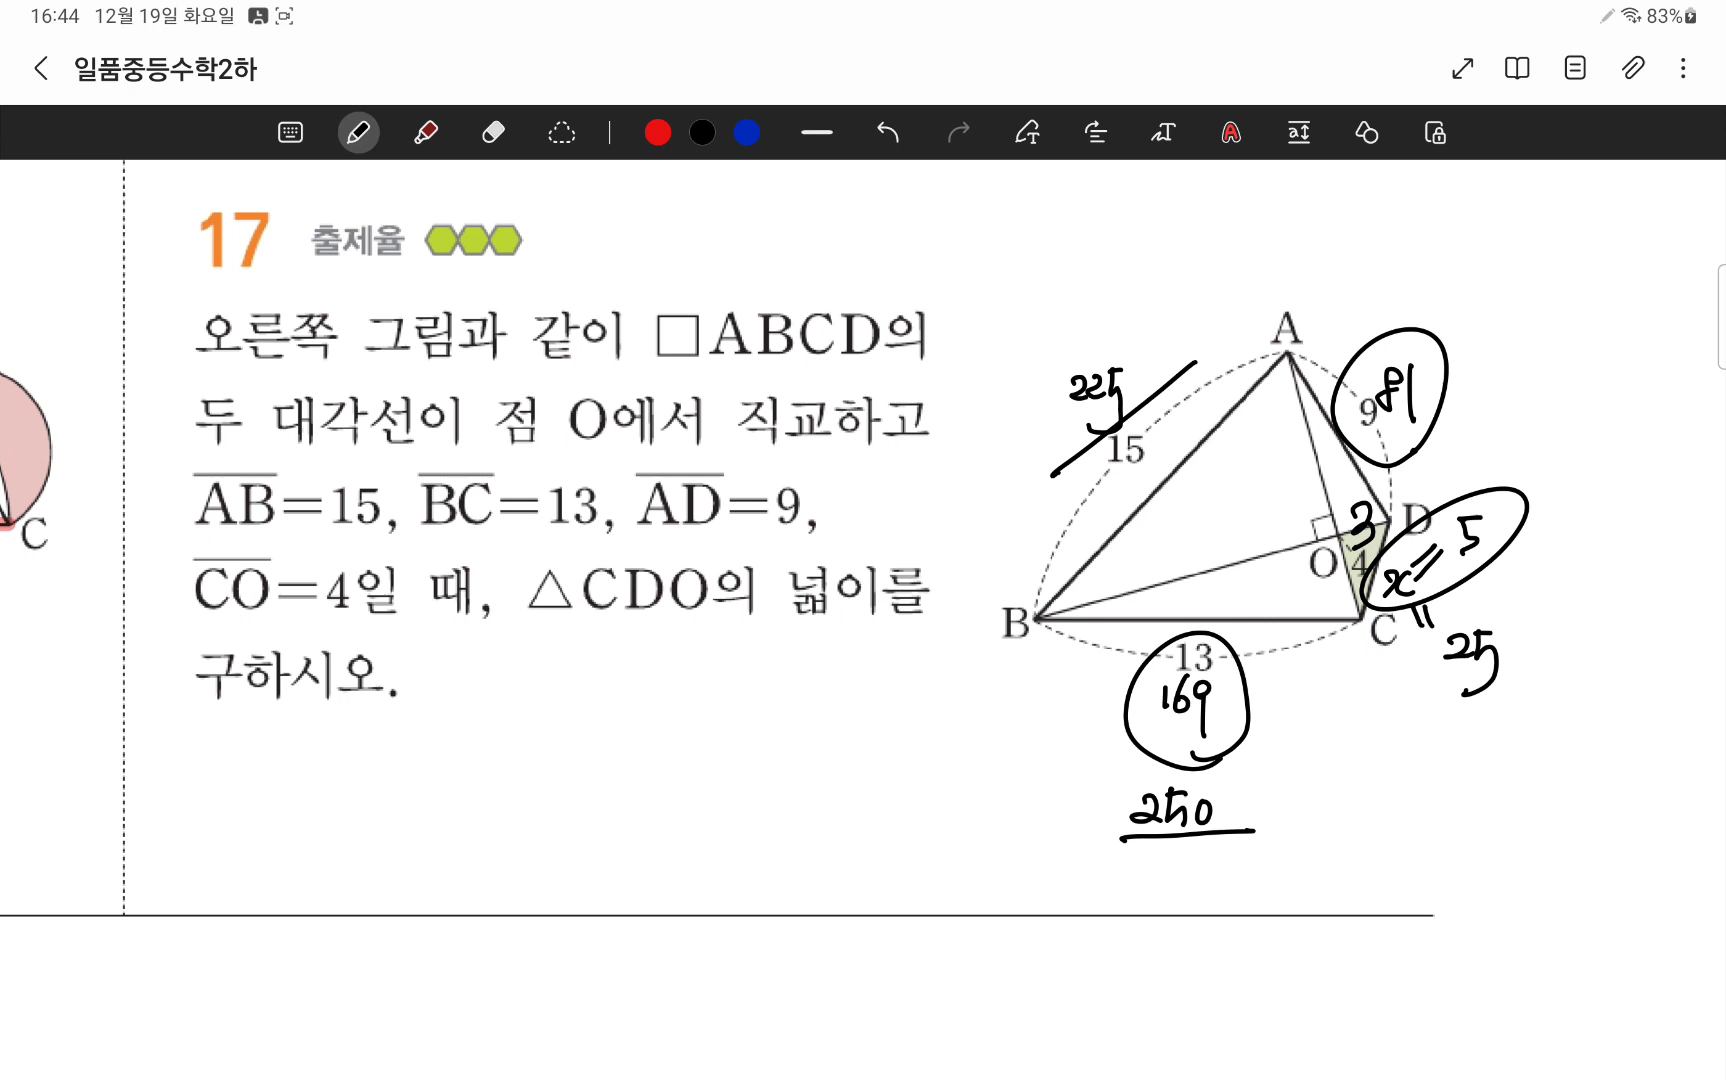 16:44 12월 19일 화요일
83%
일품중등수학2하
17 출제율
오른쪽 그림과 같이 □ABCD의
두 대각선이 점 O에서 직교하고
AB=15, BC=13, AD=9,
CO=4일 때, △CDO의 넓이를
구하시오.
A
225
81
9
15
3
D
5
O
4
x
B
C
25
13
169
250
C